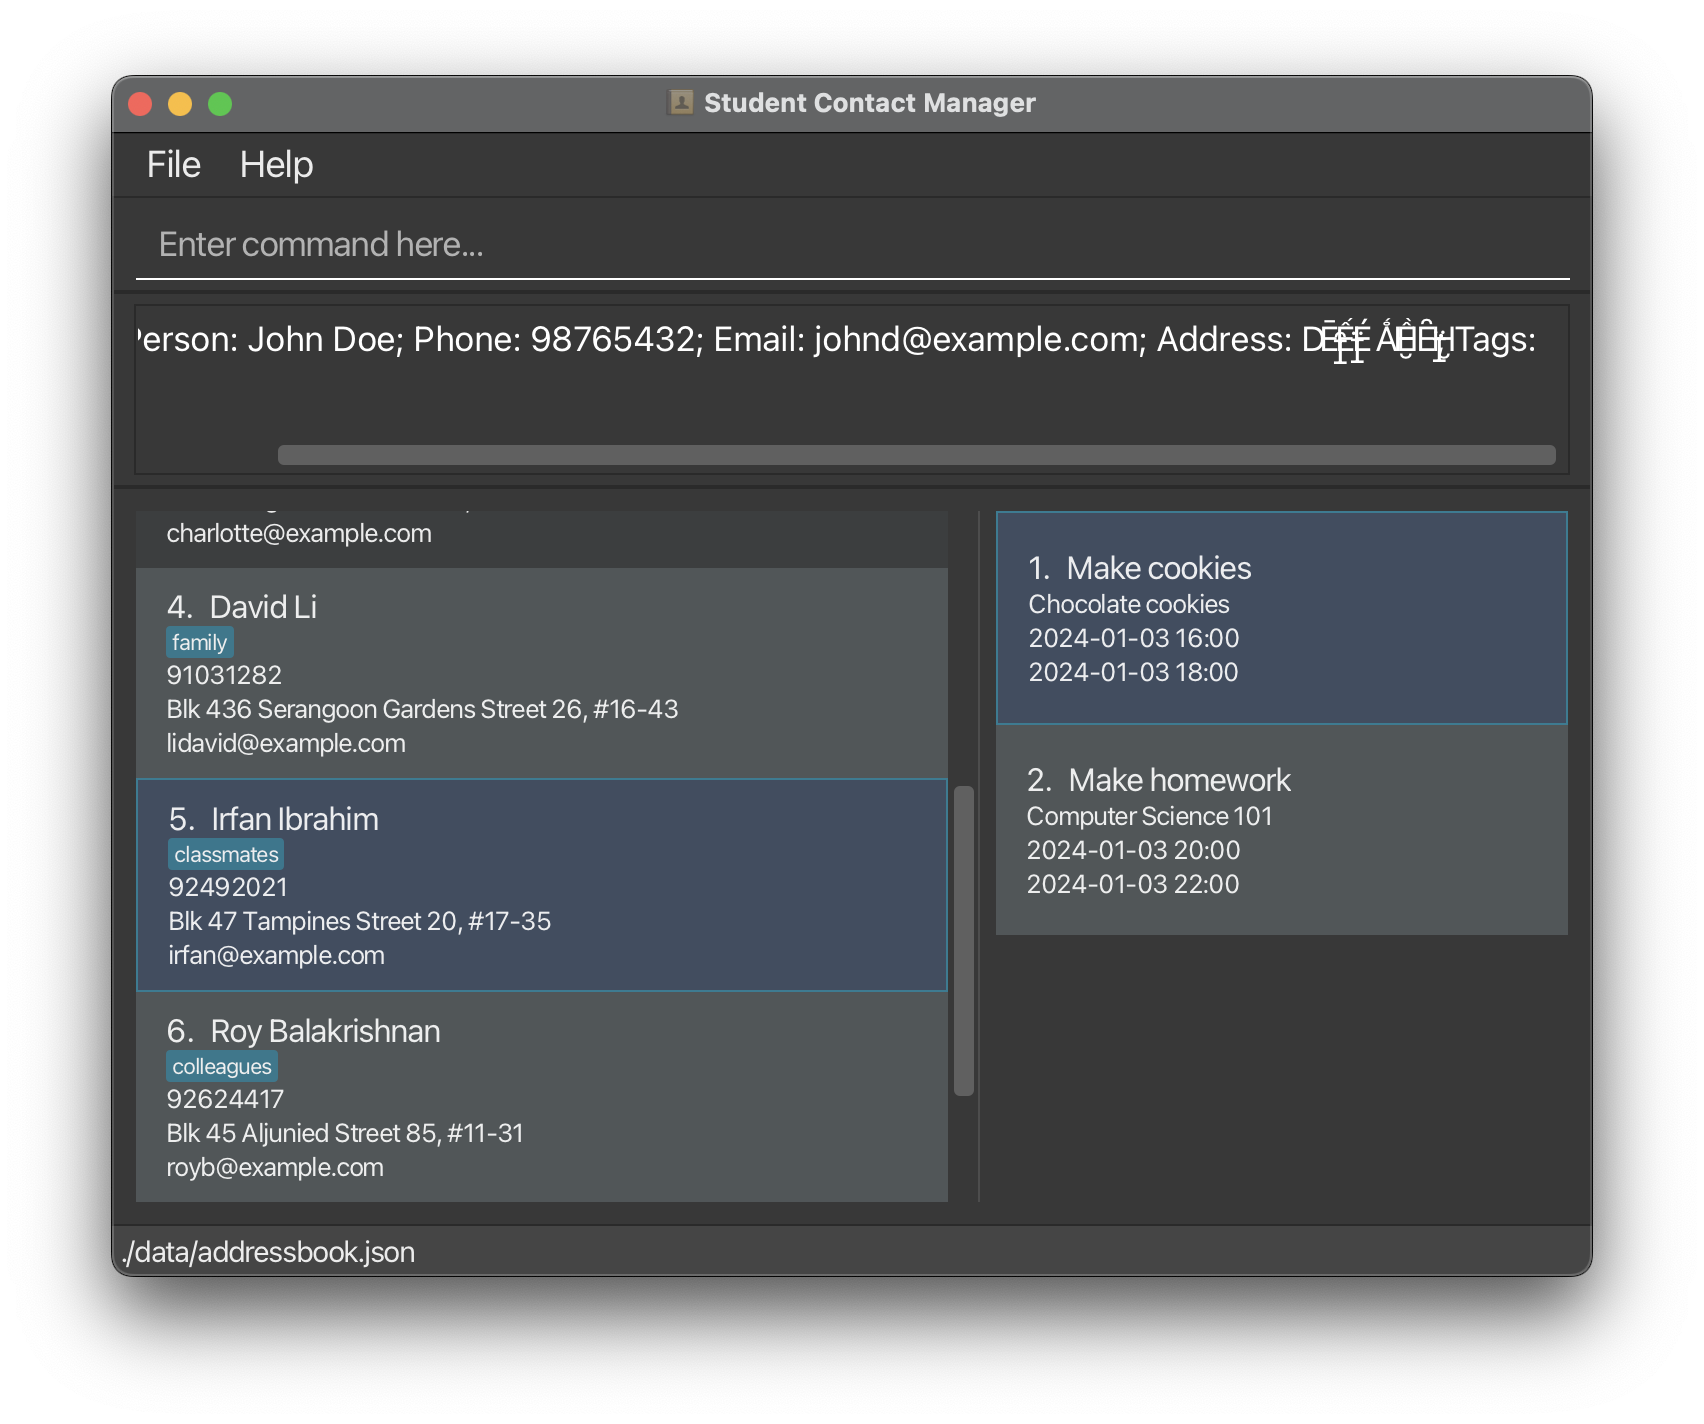 Student Contact Manager
File Help
Enter command here...
Person: John Doe; Phone: 98765432; Email: johnd@example.com; Address: Tags:
charlotte@example.com
4. David Li
family
91031282
Blk 436 Serangoon Gardens Street 26, #16-43
lidavid@example.com
5. Irfan Ibrahim
classmates
92492021
Blk 47 Tampines Street 20, #17-35
irfan@example.com
6. Roy Balakrishnan
colleagues
92624417
Blk 45 Aljunied Street 85, #11-31
royb@example.com
1. Make cookies
Chocolate cookies
2024-01-03 16:00
2024-01-03 18:00
2. Make homework
Computer Science 101
2024-01-03 20:00
2024-01-03 22:00
./data/addressbook.json